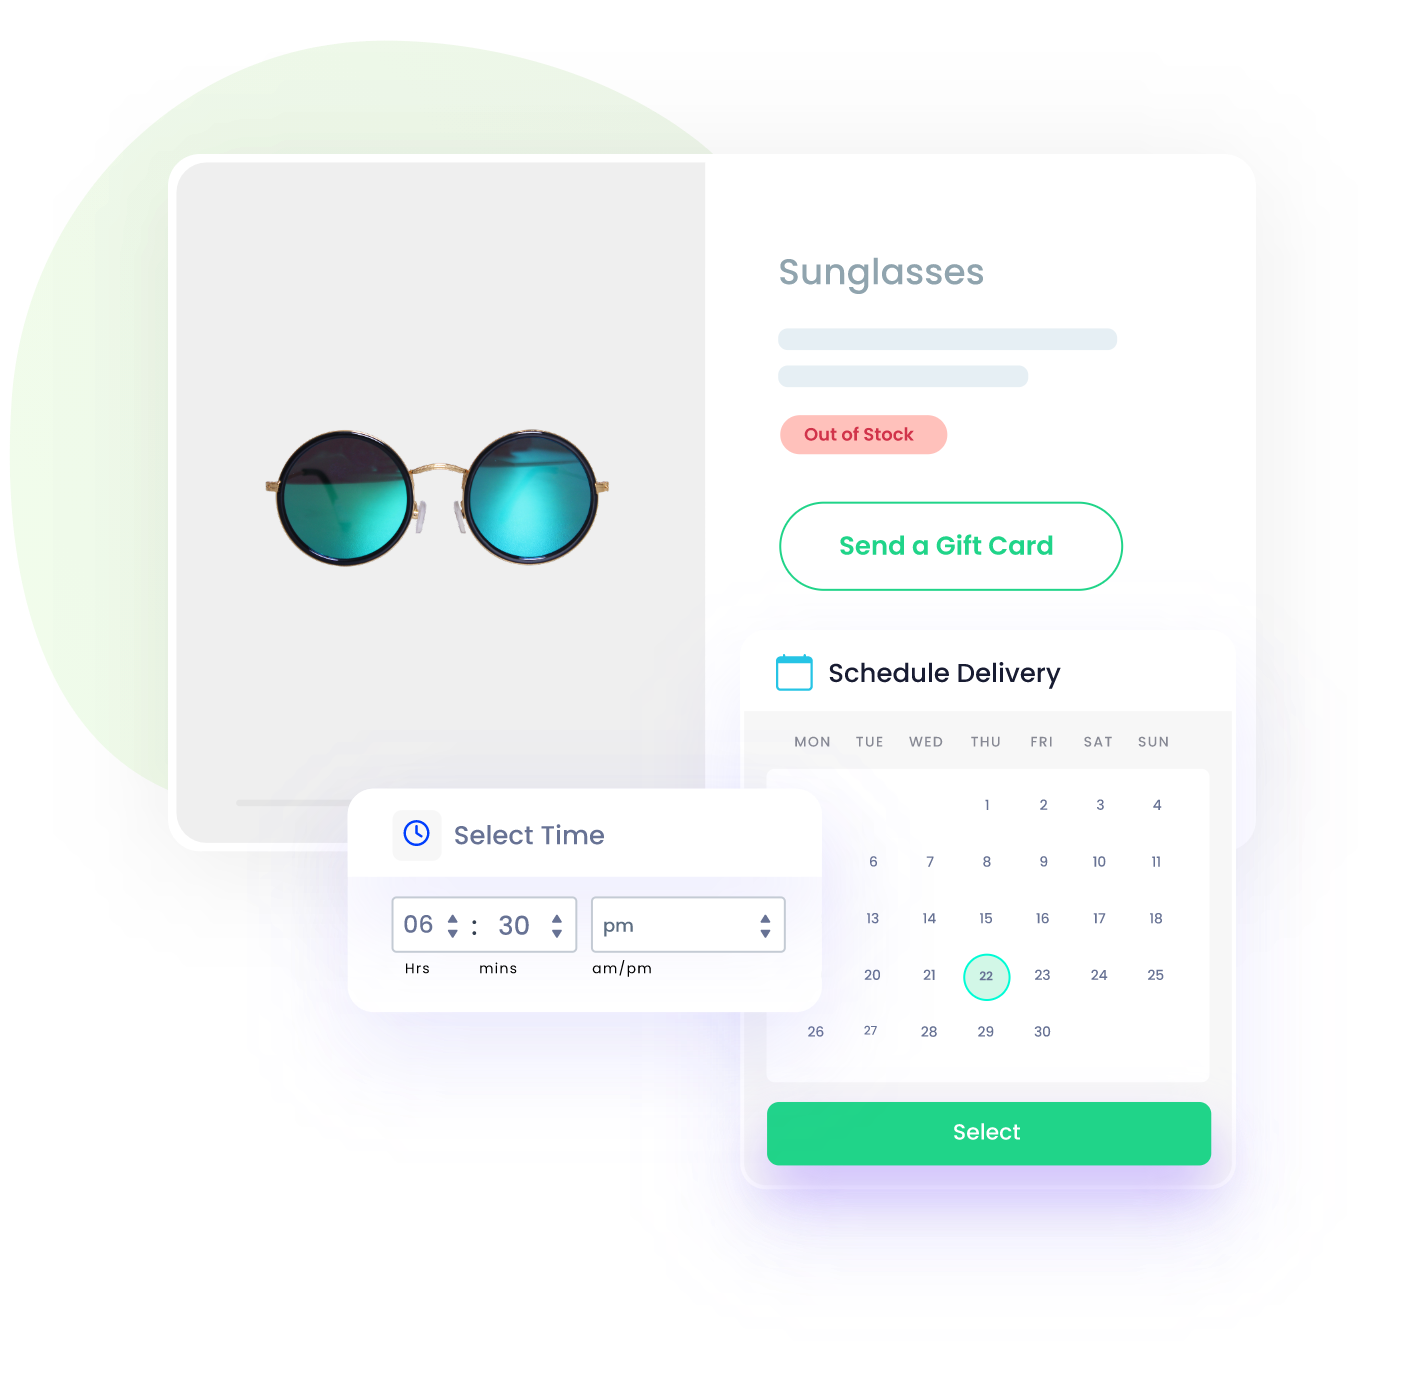 Sunglasses
Out of Stock
Send a Gift Card
Schedule Delivery
MON TUE WED THU FRI SAT SUN
1 2 3 4
6 7 8 9 10 11
13 14 15 16 17 18
20 21 22 23 24 25
26 27 28 29 30
Select
Select Time
06 : 30 pm
Hrs mins am/pm